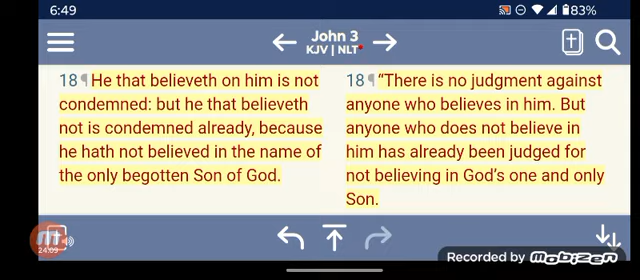 6:49
83%
John 3
KJV | NLT
18 ¶ He that believeth on him is not
condemned: but he that believeth
not is condemned already, because
he hath not believed in the name of
the only begotten Son of God.
18 ¶ “There is no judgment against
anyone who believes in him. But
anyone who does not believe in
him has already been judged for
not believing in God’s one and only
Son.
24:09
Recorded by mobizen